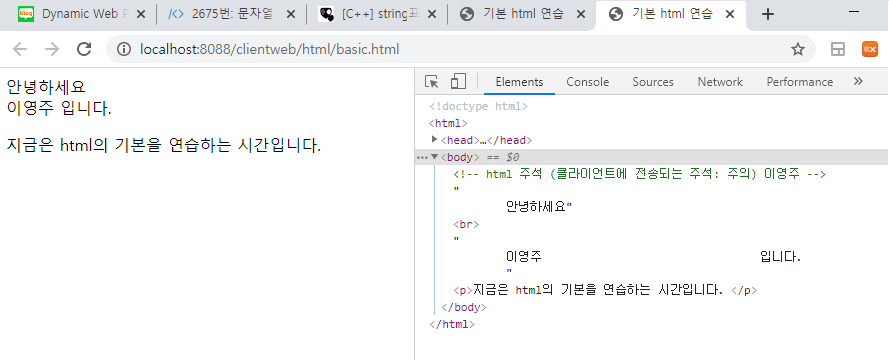 Dynamic Web P
2675번: 문자열
[C++] string표
기본 html 연습
기본 html 연습
localhost:8088/clientweb/html/basic.html
안녕하세요
이영주 입니다.
지금은 html의 기본을 연습하는 시간입니다.
Elements Console Sources Network Performance »
<!doctype html>
<html>
<head>…</head>
<body> == $0
<!-- html 주석 (클라이언트에 전송되는 주석: 주의) 이영주 -->
"
안녕하세요"
<br>
"
이영주 입니다.
"
<p>지금은 html의 기본을 연습하는 시간입니다. </p>
</body>
</html>